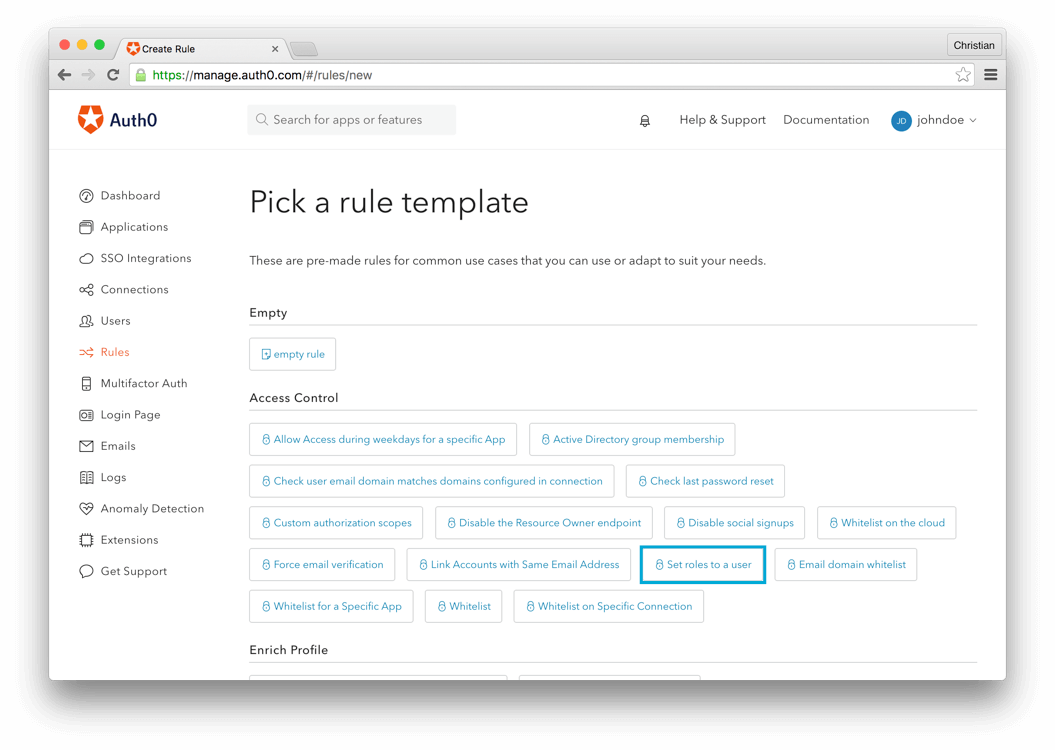 Create Rule
Christian
https://manage.auth0.com/#/rules/new
Auth0
Search for apps or features
Help & Support
Documentation
JD
johndoe
Dashboard
Applications
SSO Integrations
Connections
Users
Rules
Multifactor Auth
Login Page
Emails
Logs
Anomaly Detection
Extensions
Get Support
Pick a rule template
These are pre-made rules for common use cases that you can use or adapt to suit your needs.
Empty
empty rule
Access Control
Allow Access during weekdays for a specific App
Active Directory group membership
Check user email domain matches domains configured in connection
Check last password reset
Custom authorization scopes
Disable the Resource Owner endpoint
Disable social signups
Whitelist on the cloud
Force email verification
Link Accounts with Same Email Address
Set roles to a user
Email domain whitelist
Whitelist for a Specific App
Whitelist
Whitelist on Specific Connection
Enrich Profile